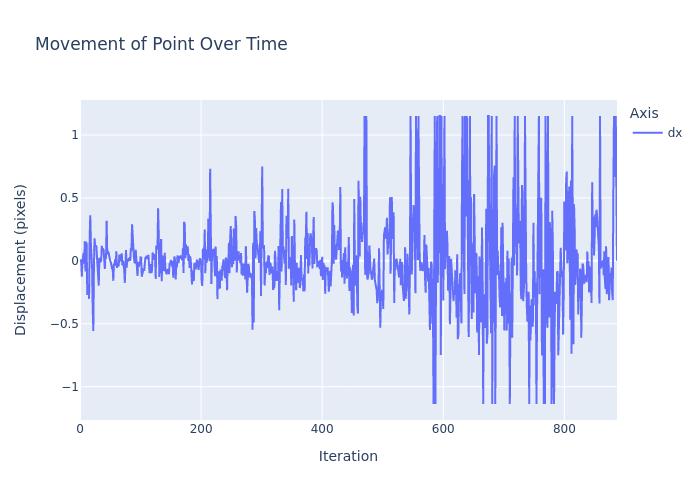 Movement of Point Over Time
Axis
dx
1
0.5
0
−0.5
−1
Displacement (pixels)
0
200
400
600
800
Iteration